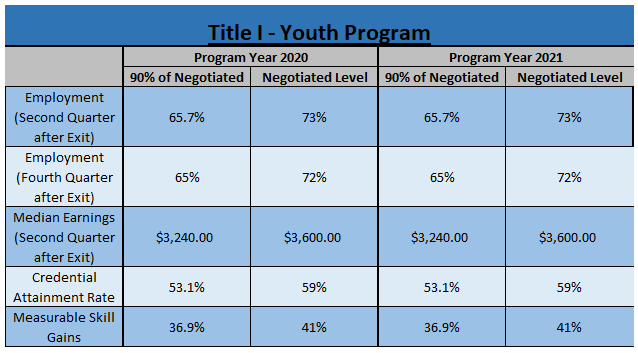 Title I - Youth Program
Program Year 2020 Program Year 2021
90% of Negotiated Negotiated Level 90% of Negotiated Negotiated Level
Employment
(Second Quarter
after Exit)
65.7% 73% 65.7% 73%
Employment
(Fourth Quarter
after Exit)
65% 72% 65% 72%
Median Earnings
(Second Quarter
after Exit)
$3,240.00 $3,600.00 $3,240.00 $3,600.00
Credential
Attainment Rate
53.1% 59% 53.1% 59%
Measurable Skill
Gains
36.9% 41% 36.9% 41%